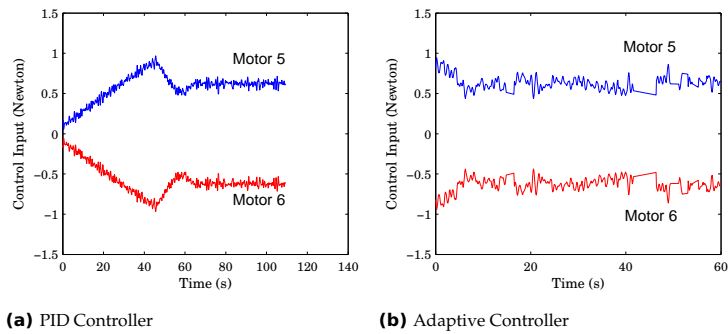 1.5
1
0.5
0
−0.5
−1
−1.5
Control Input (Newton)
Motor 5
Motor 6
0 20 40 60 80 100 120 140
Time (s)
1.5
1
0.5
0
−0.5
−1
−1.5
Control Input (Newton)
Motor 5
Motor 6
0 20 40 60
Time (s)
(a) PID Controller
(b) Adaptive Controller